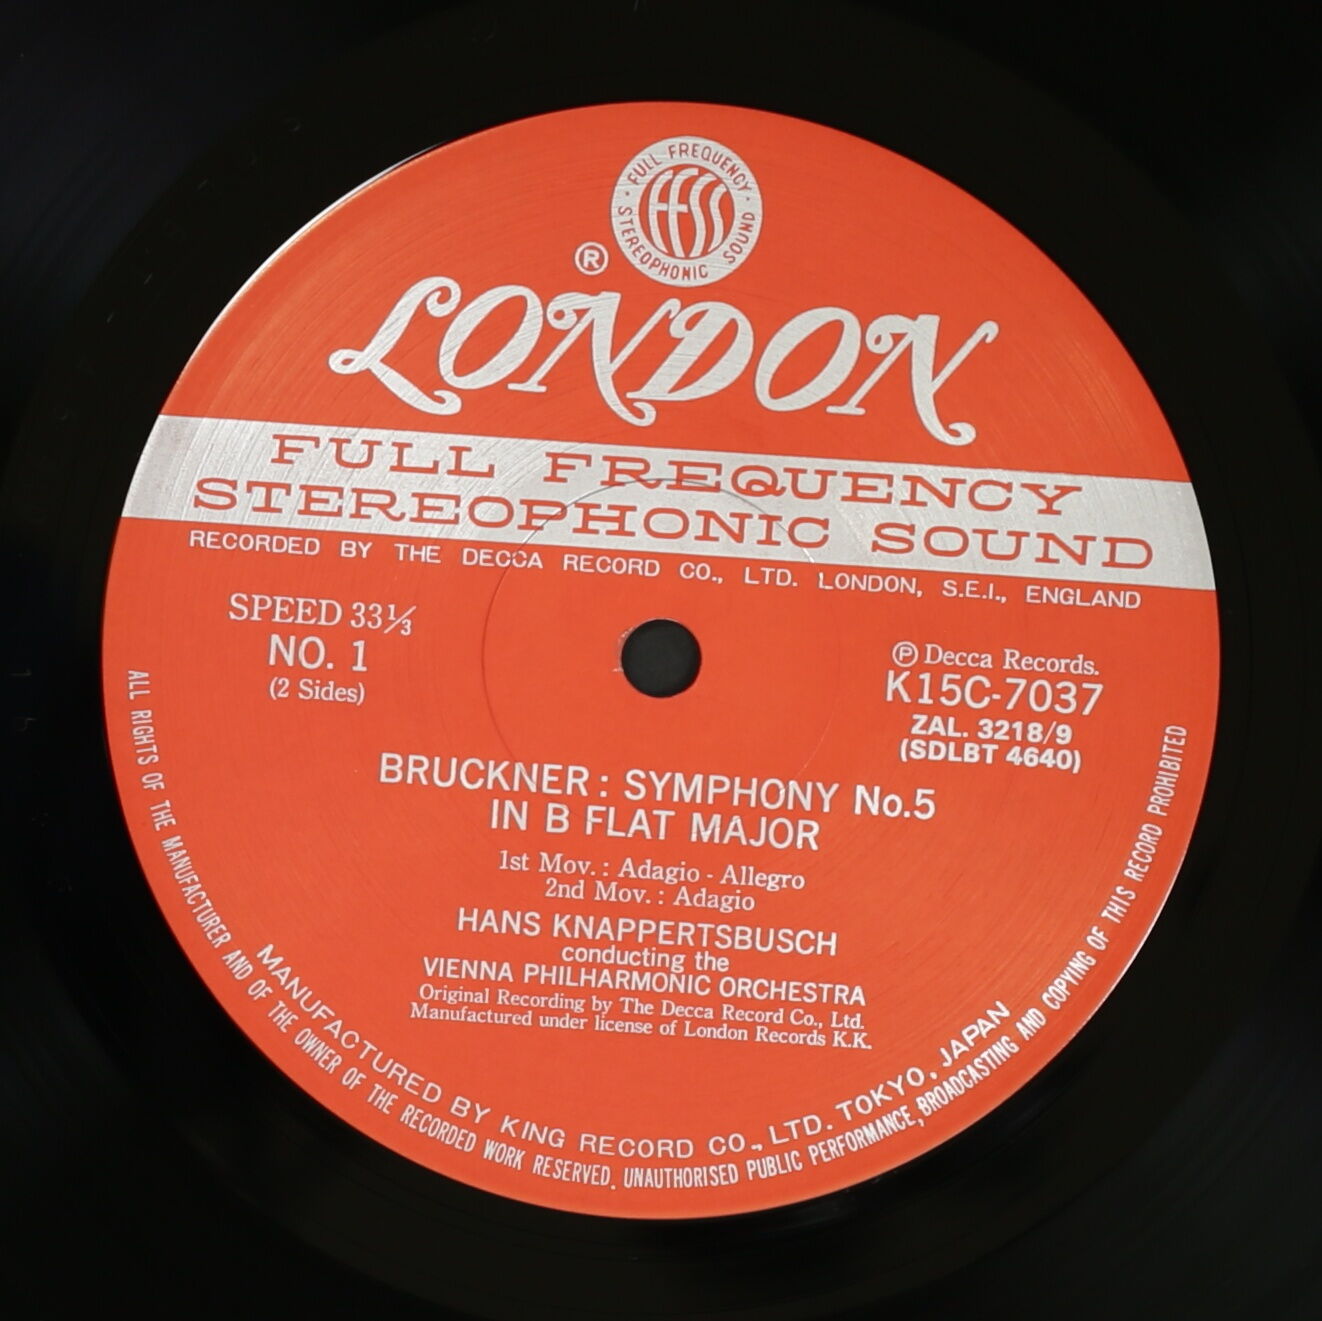 · FULL FREQUENCY · STEREOPHONIC SOUND
FFSS
®
LONDON
FULL FREQUENCY
STEREOPHONIC SOUND
RECORDED BY THE DECCA RECORD CO., LTD. LONDON, S.E.I., ENGLAND
SPEED 33⅓
NO. 1
(2 Sides)
Ⓟ Decca Records.
K15C-7037
ZAL. 3218/9
(SDLBT 4640)
BRUCKNER : SYMPHONY No.5
IN B FLAT MAJOR
1st Mov. : Adagio - Allegro
2nd Mov. : Adagio
HANS KNAPPERTSBUSCH
conducting the
VIENNA PHILHARMONIC ORCHESTRA
Original Recording by The Decca Record Co., Ltd.
Manufactured under license of London Records K.K.
MANUFACTURED BY KING RECORD CO., LTD. TOKYO, JAPAN
ALL RIGHTS OF THE MANUFACTURER AND OF THE OWNER OF THE RECORDED WORK RESERVED. UNAUTHORISED PUBLIC PERFORMANCE, BROADCASTING AND COPYING OF THIS RECORD PROHIBITED